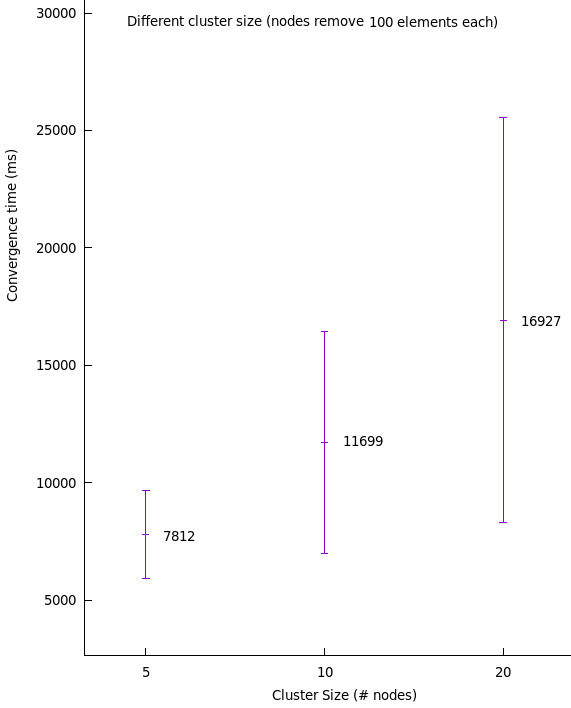 Different cluster size (nodes remove 100 elements each)
30000
25000
20000
15000
10000
5000
Convergence time (ms)
16927
11699
7812
5 10 20
Cluster Size (# nodes)